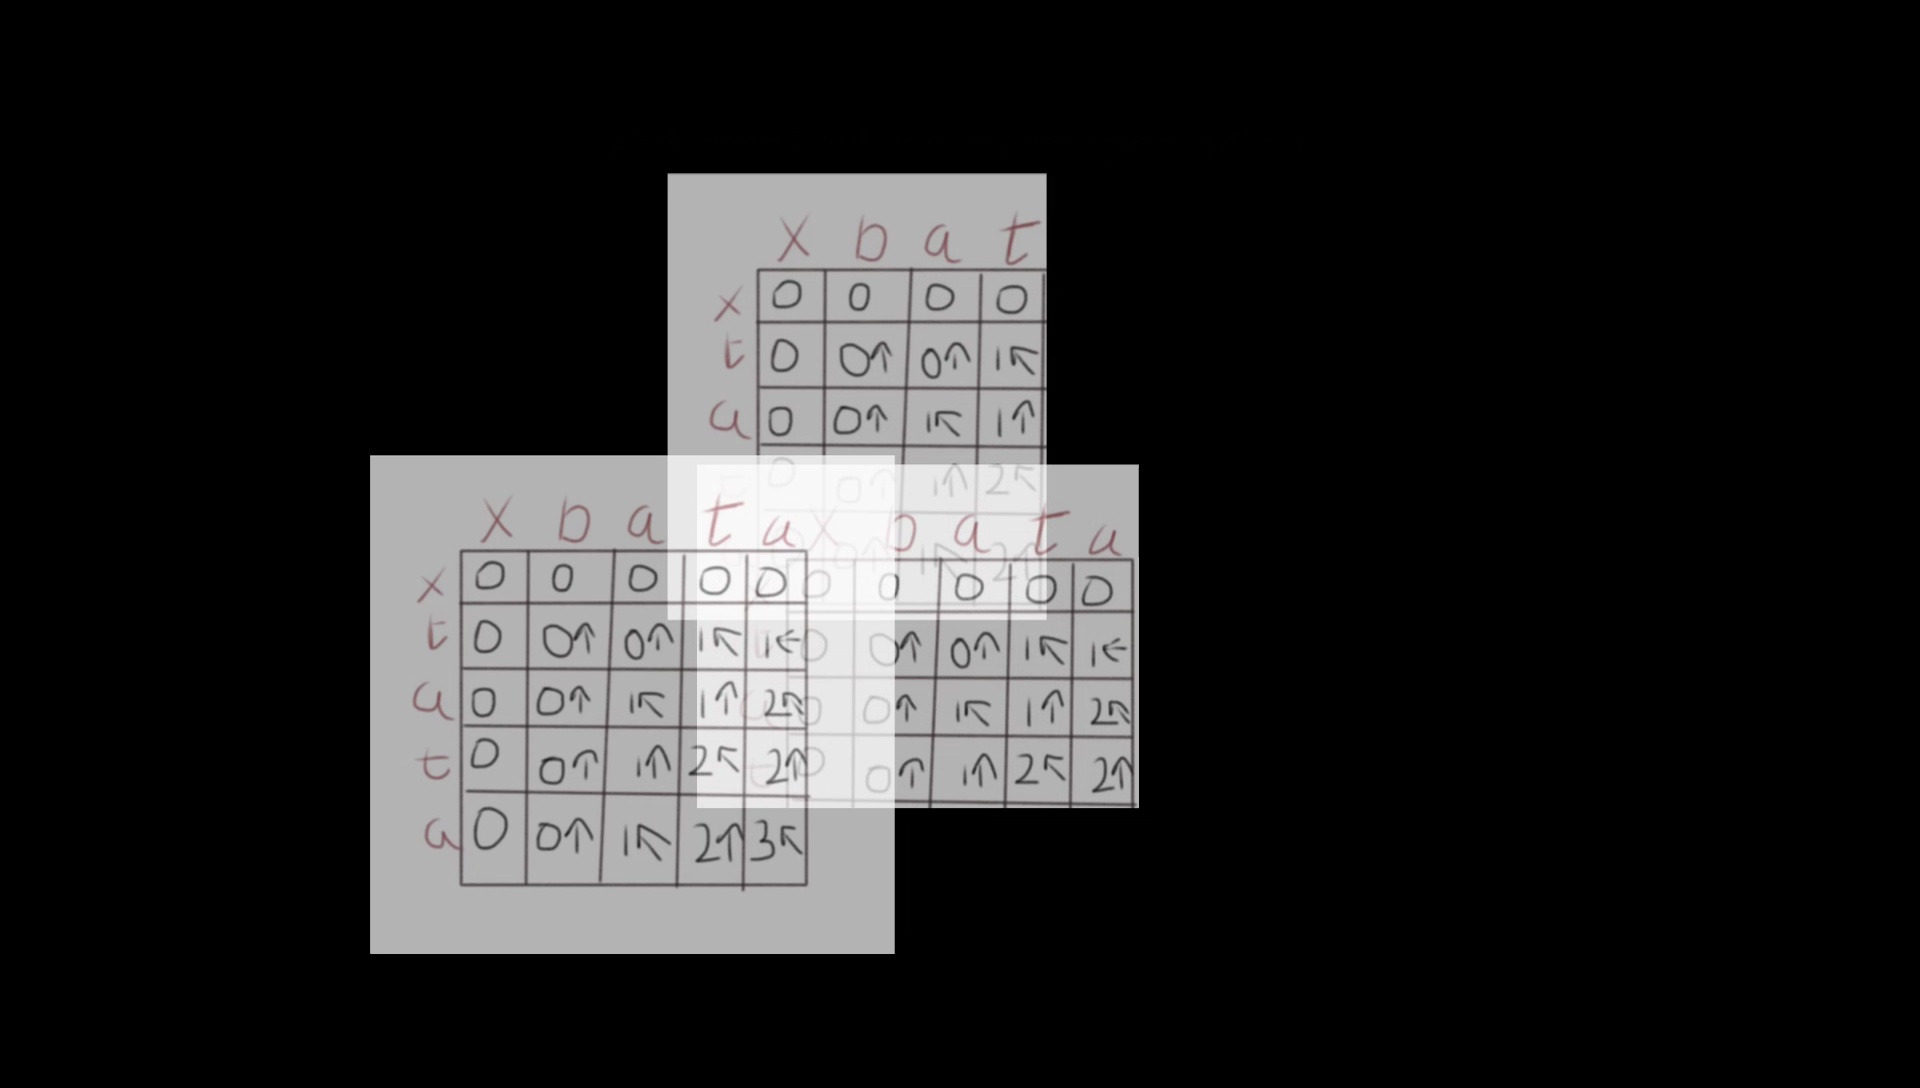 X b a t
x 0 0 0 0
t 0 0↑ 0↑ 1↖
a 0 0↑ 1↖ 1↑
0 0↑ 1↑ 2↖
0↑ 1↖ 2↑
X b a t a
x 0 0 0 0 0
t 0 0↑ 0↑ 1↖ 1←
a 0 0↑ 1↖ 1↑ 2↖
t 0 0↑ 1↑ 2↖ 2↑
a 0 0↑ 1↖ 2↑ 3↖
X b a t a
0 0 0 0 0
0 0↑ 0↑ 1↖ 1←
0 0↑ 1↖ 1↑ 2↖
0 0↑ 1↑ 2↖ 2↑